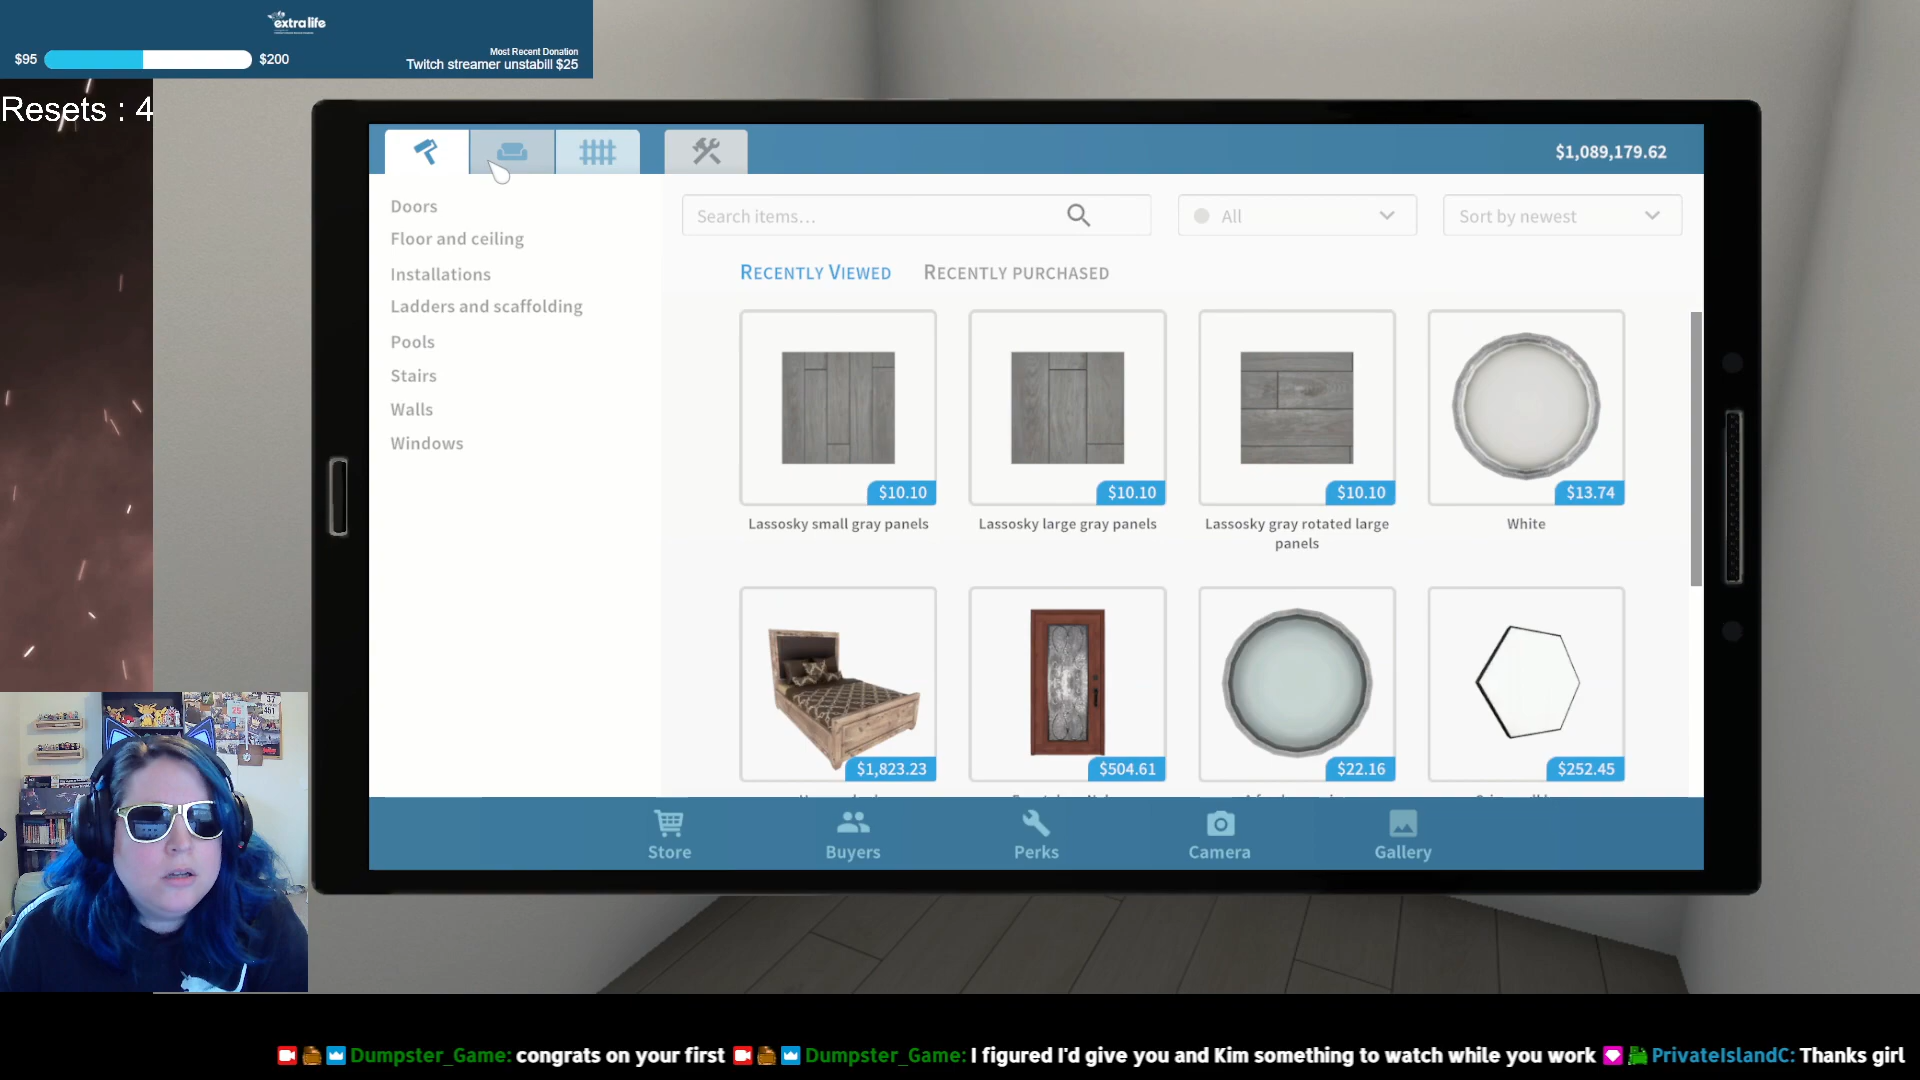 extralife
$95
$200
Most Recent Donation
Twitch streamer unstabill $25
Resets : 4
$1,089,179.62
Doors
Floor and ceiling
Installations
Ladders and scaffolding
Pools
Stairs
Walls
Windows
Search items...
All
Sort by newest
RECENTLY VIEWED
RECENTLY PURCHASED
$10.10
$10.10
$10.10
$13.74
Lassosky small gray panels
Lassosky large gray panels
Lassosky gray rotated large
panels
White
$1,823.23
$504.61
$22.16
$252.45
Store
Buyers
Perks
Camera
Gallery
Dumpster_Game: congrats on your first
Dumpster_Game: I figured I'd give you and Kim something to watch while you work
PrivateIslandC: Thanks girl